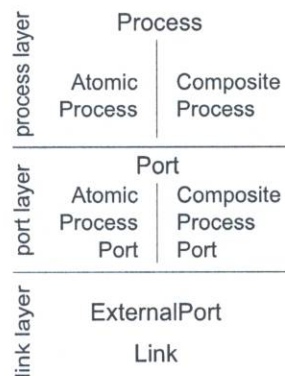 process layer
Process
Atomic
Process
Composite
Process
port layer
Port
Atomic
Process
Port
Composite
Process
Port
link layer
ExternalPort
Link